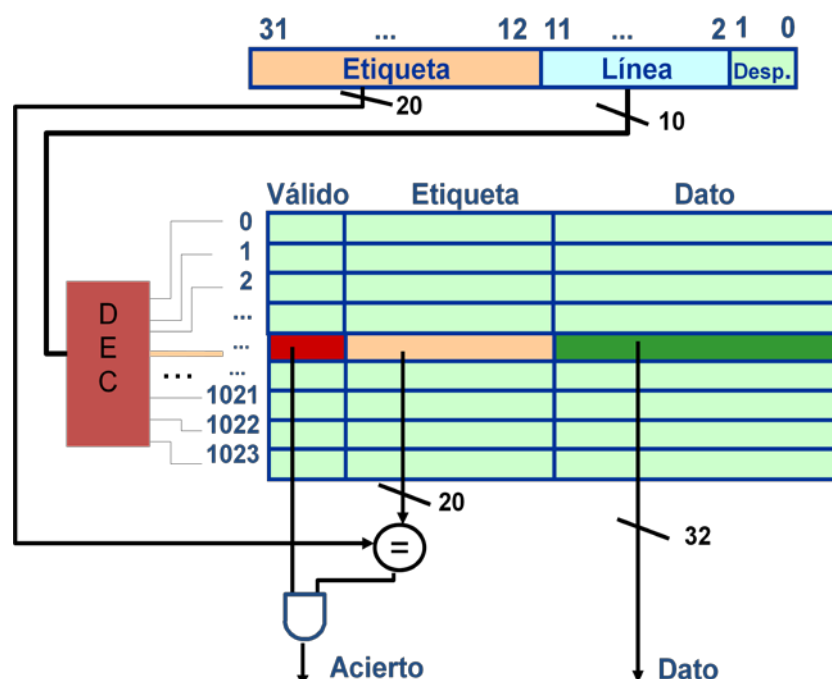 31 ... 12 11 ... 2 1 0
Etiqueta Línea Desp.
20
10
Válido Etiqueta Dato
0
1
2
...
...
...
...
1021
1022
1023
D
E
C
20
32
=
Acierto Dato